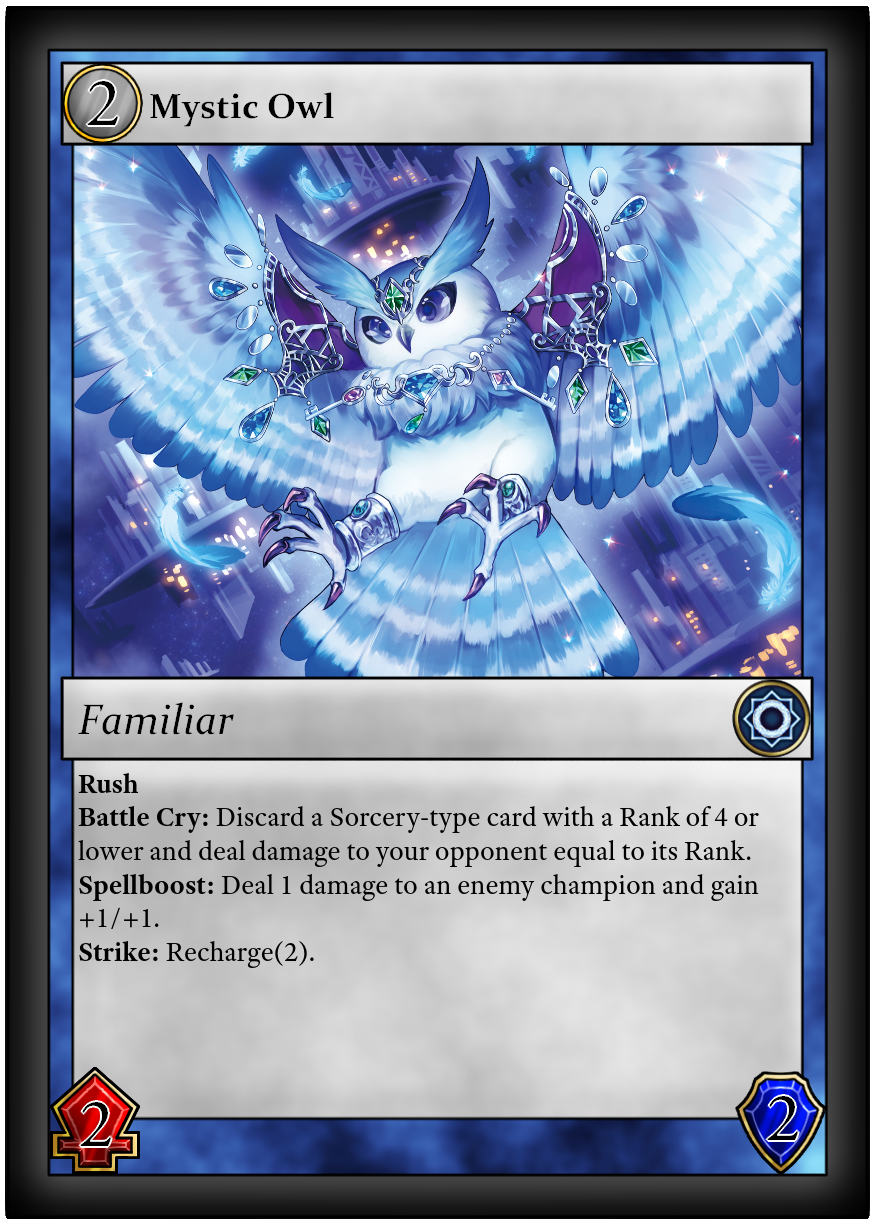 2 Mystic Owl
Familiar
Rush
Battle Cry: Discard a Sorcery-type card with a Rank of 4 or
lower and deal damage to your opponent equal to its Rank.
Spellboost: Deal 1 damage to an enemy champion and gain
+1/+1.
Strike: Recharge(2).
2 2